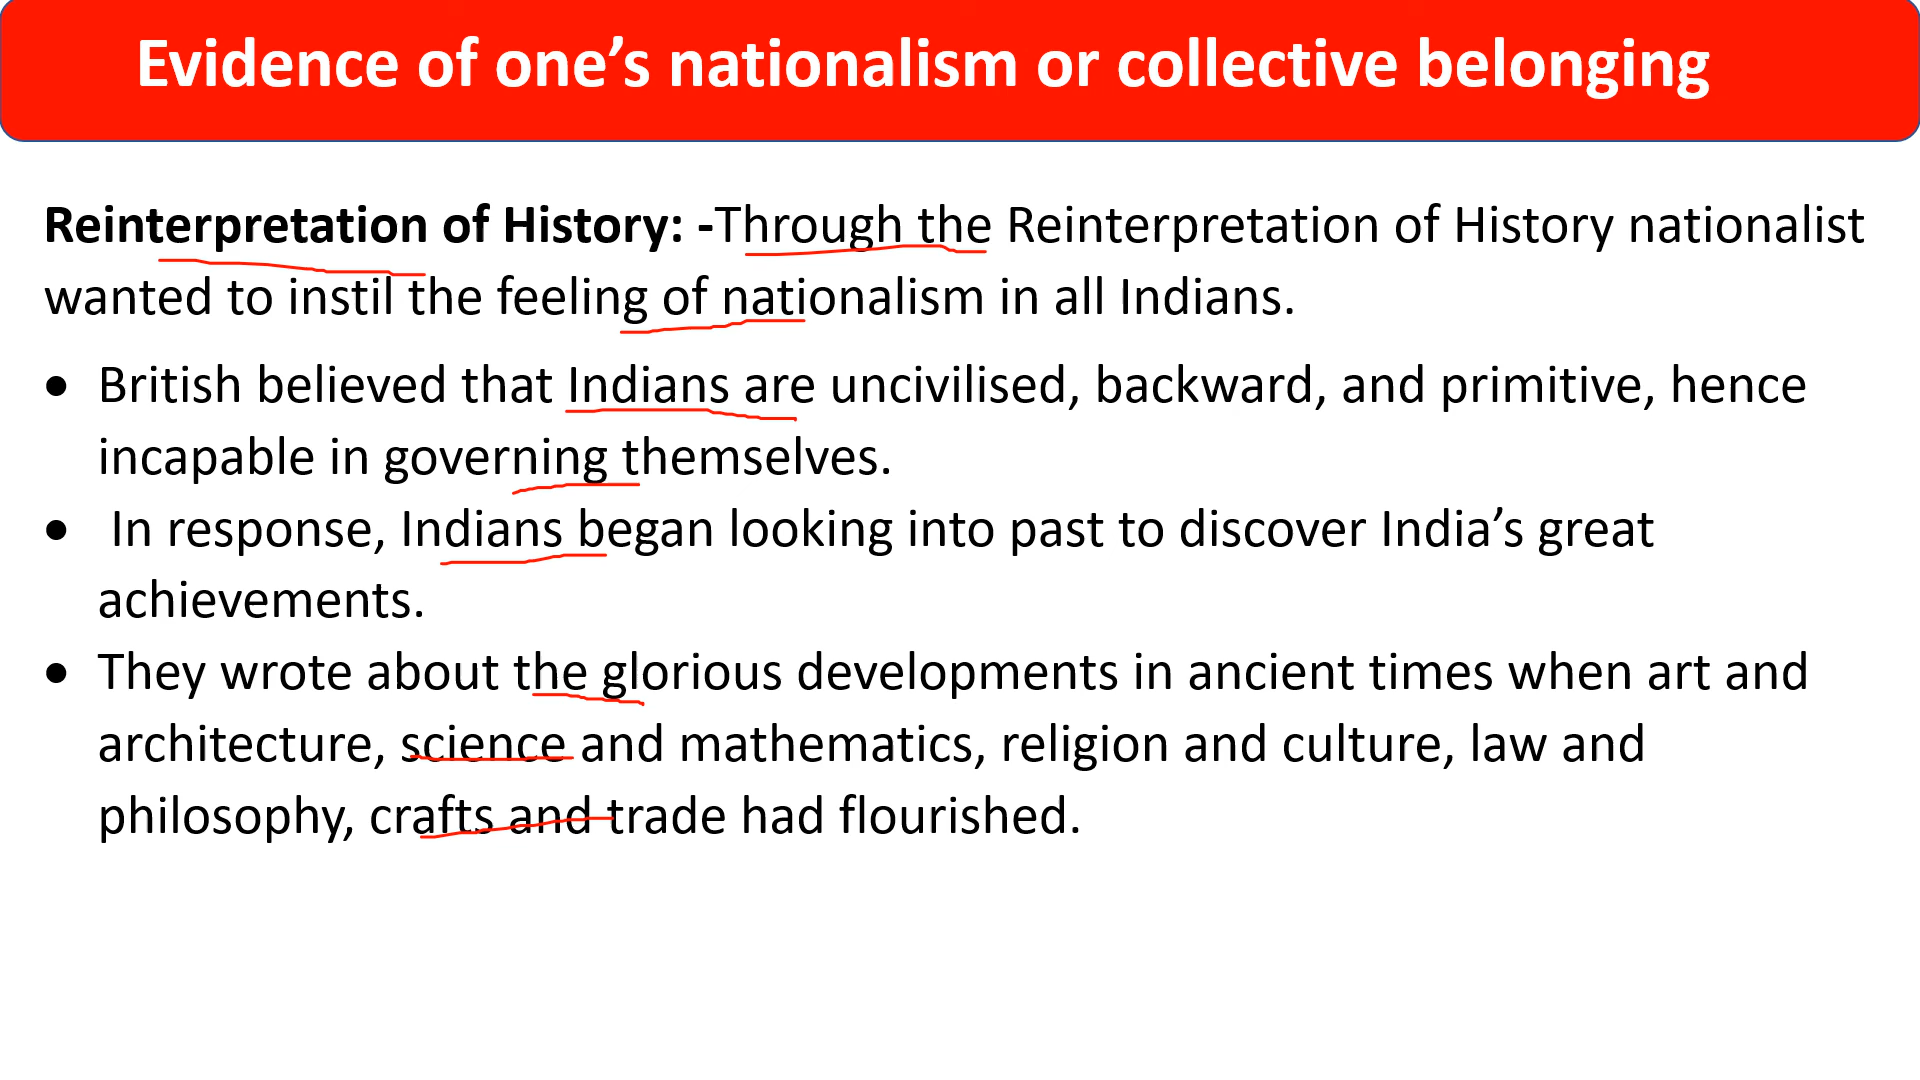 Evidence of one’s nationalism or collective belonging
Reinterpretation of History: -Through the Reinterpretation of History nationalist
wanted to instil the feeling of nationalism in all Indians.
• British believed that Indians are uncivilised, backward, and primitive, hence
incapable in governing themselves.
• In response, Indians began looking into past to discover India’s great
achievements.
• They wrote about the glorious developments in ancient times when art and
architecture, science and mathematics, religion and culture, law and
philosophy, crafts and trade had flourished.